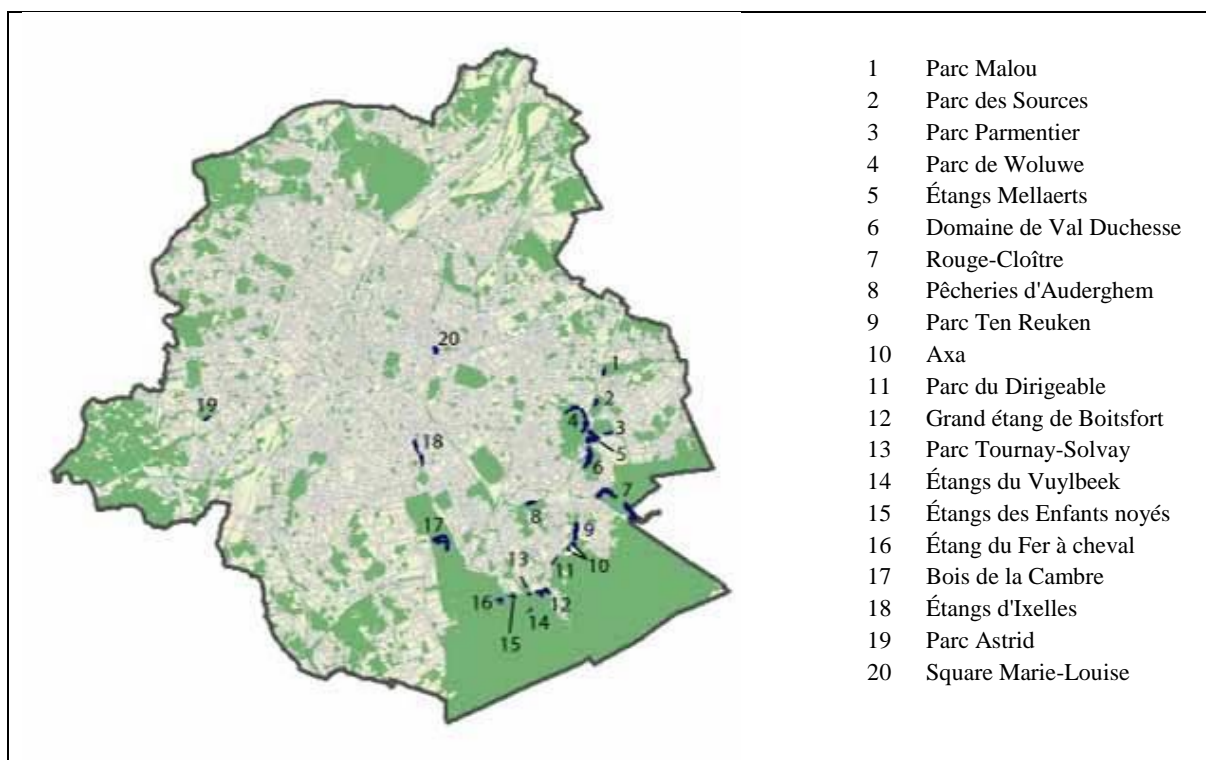 1 Parc Malou
2 Parc des Sources
3 Parc Parmentier
4 Parc de Woluwe
5 Étangs Mellaerts
6 Domaine de Val Duchesse
7 Rouge-Cloître
8 Pêcheries d'Auderghem
9 Parc Ten Reuken
10 Axa
11 Parc du Dirigeable
12 Grand étang de Boitsfort
13 Parc Tournay-Solvay
14 Étangs du Vuylbeek
15 Étangs des Enfants noyés
16 Étang du Fer à cheval
17 Bois de la Cambre
18 Étangs d'Ixelles
19 Parc Astrid
20 Square Marie-Louise
20
1
2
19
4
3
18
5
6
7
8
17
9
13
11
10
16
12
14
15